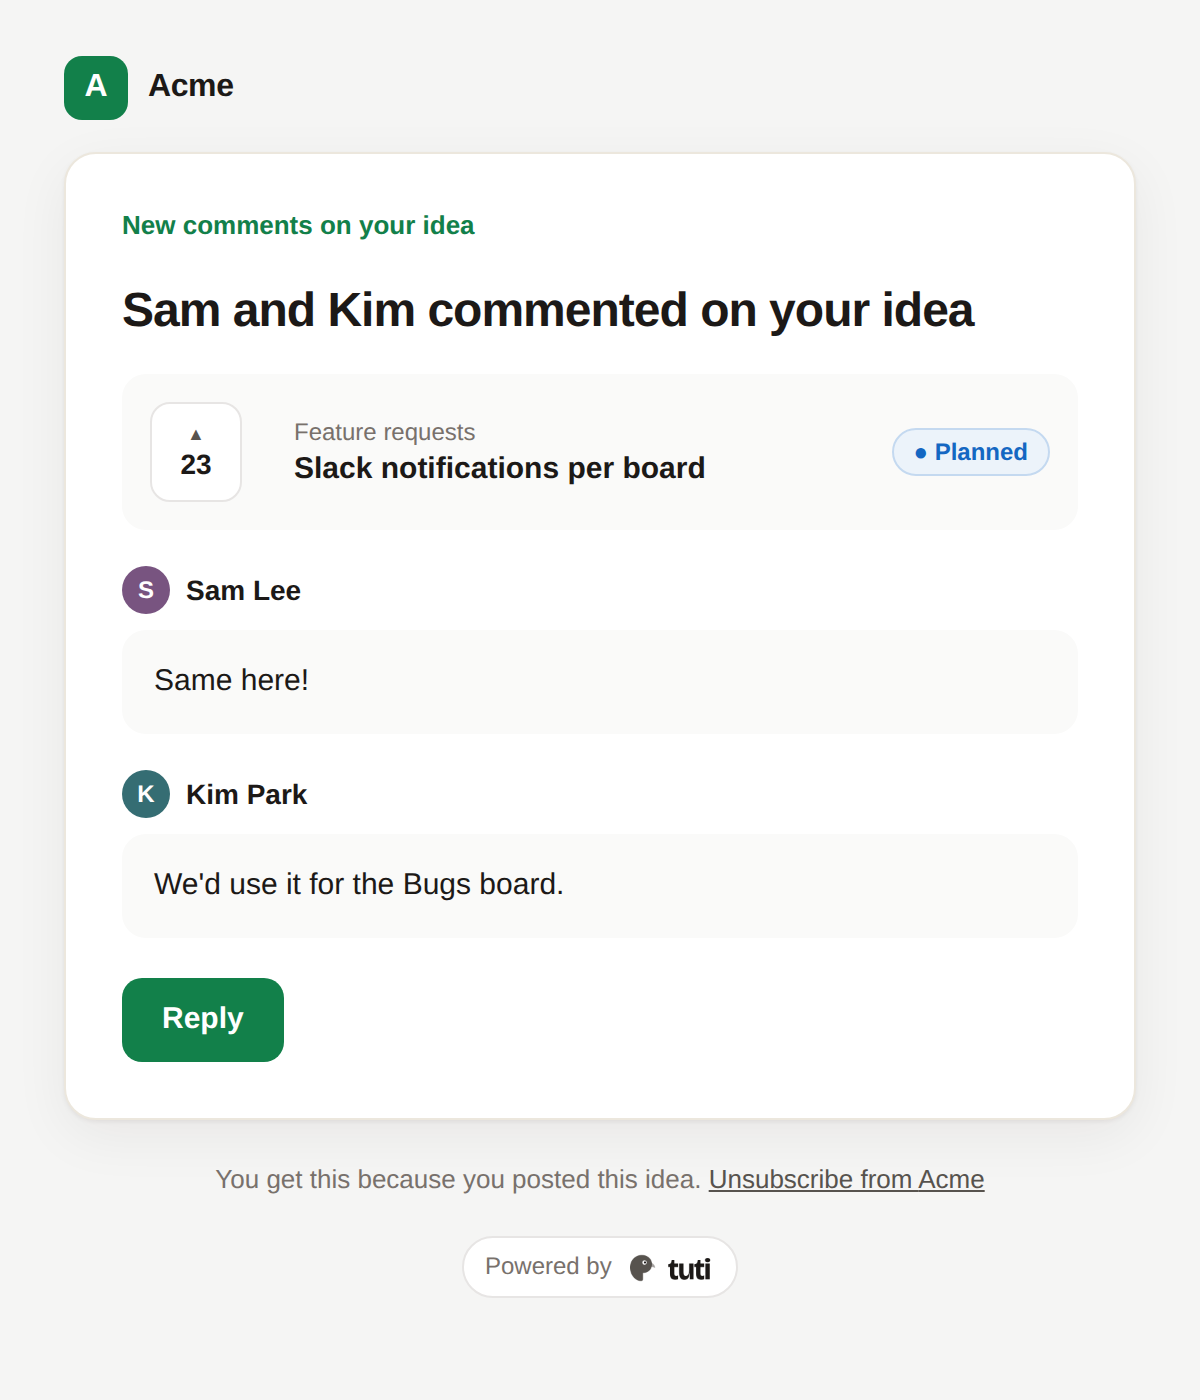 A Acme
New comments on your idea
Sam and Kim commented on your idea
▲
23
Feature requests
Slack notifications per board
● Planned
S Sam Lee
Same here!
K Kim Park
We'd use it for the Bugs board.
Reply
You get this because you posted this idea. Unsubscribe from Acme
Powered by tuti